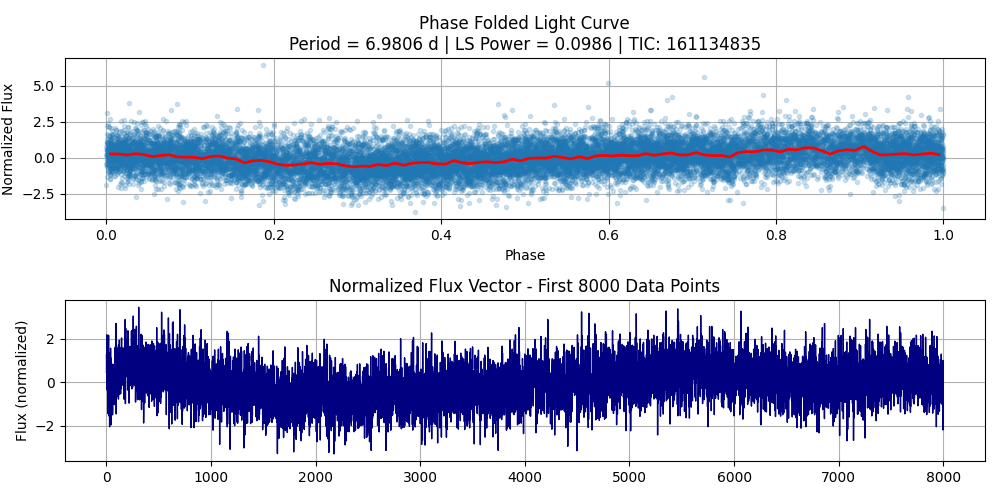 Phase Folded Light Curve
Period = 6.9806 d | LS Power = 0.0986 | TIC: 161134835
Normalized Flux
5.0
2.5
0.0
−2.5
0.0 0.2 0.4 0.6 0.8 1.0
Phase
Normalized Flux Vector - First 8000 Data Points
Flux (normalized)
2
0
−2
0 1000 2000 3000 4000 5000 6000 7000 8000